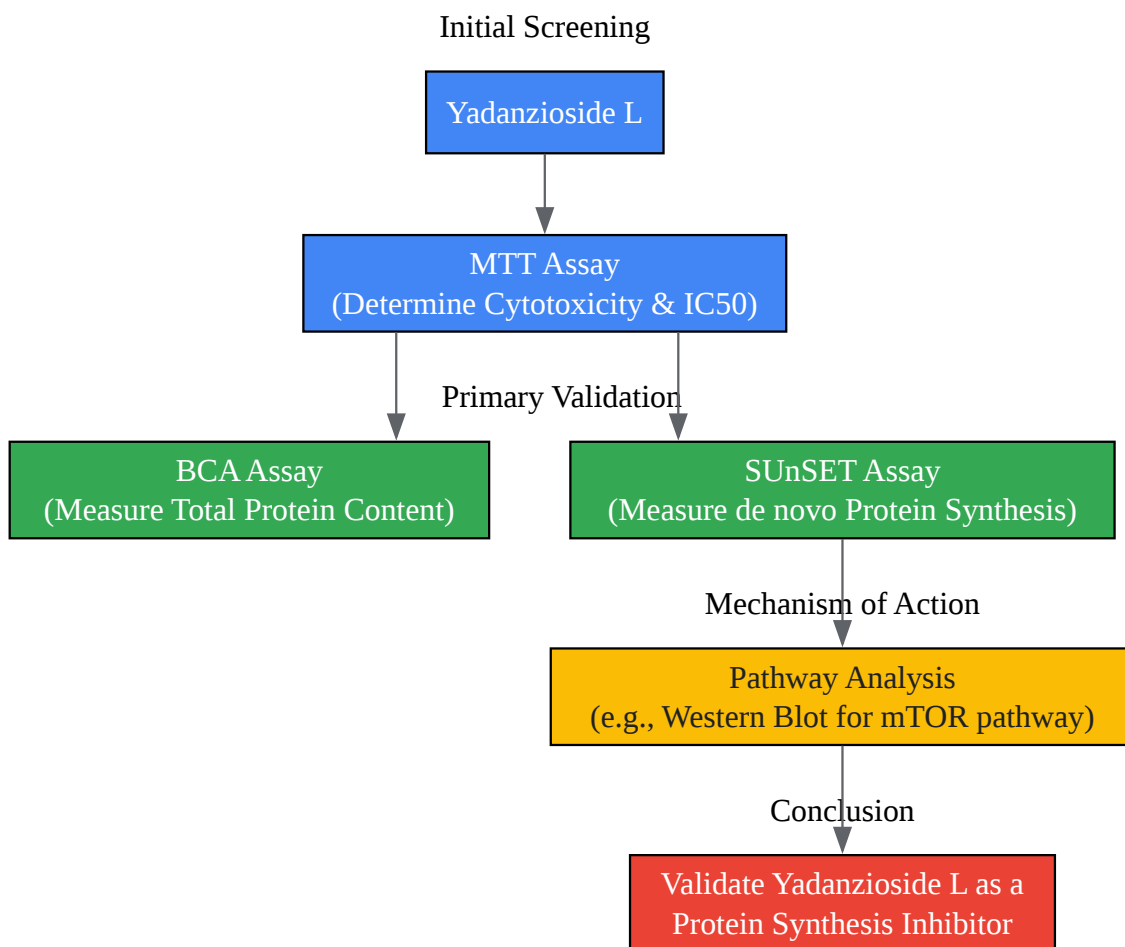 Initial Screening
Yadanzioside L
MTT Assay
(Determine Cytotoxicity & IC50)
Primary Validation
BCA Assay
(Measure Total Protein Content)
SUnSET Assay
(Measure de novo Protein Synthesis)
Mechanism of Action
Pathway Analysis
(e.g., Western Blot for mTOR pathway)
Conclusion
Validate Yadanzioside L as a
Protein Synthesis Inhibitor